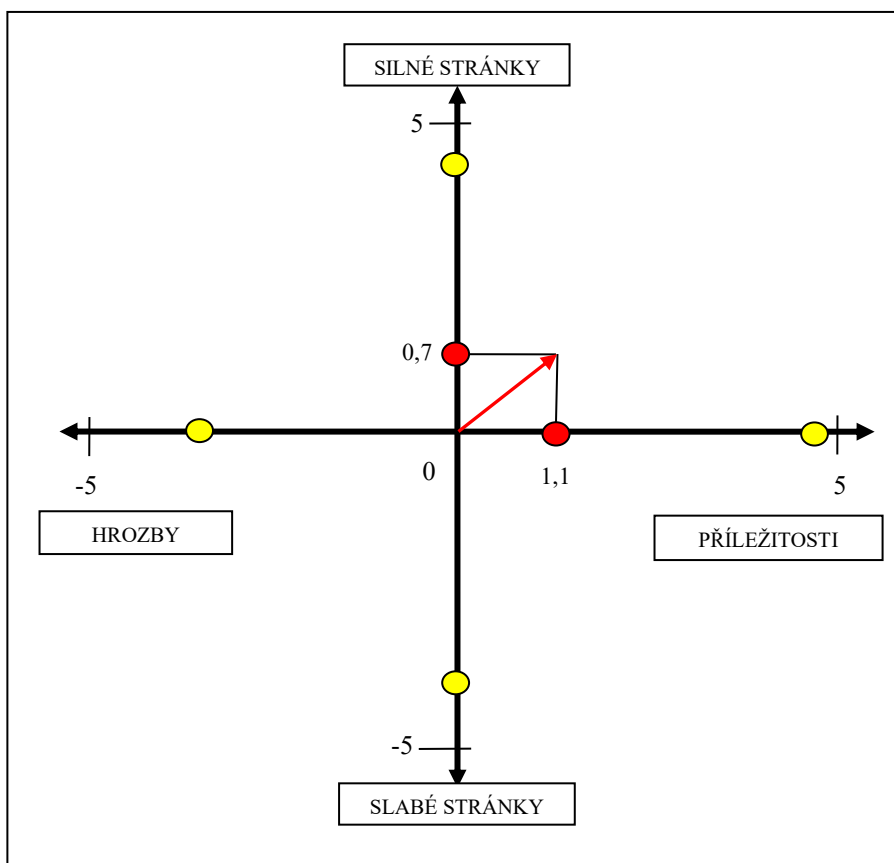 SILNÉ STRÁNKY
5
0,7
-5
0
1,1
5
HROZBY
PŘÍLEŽITOSTI
-5
SLABÉ STRÁNKY